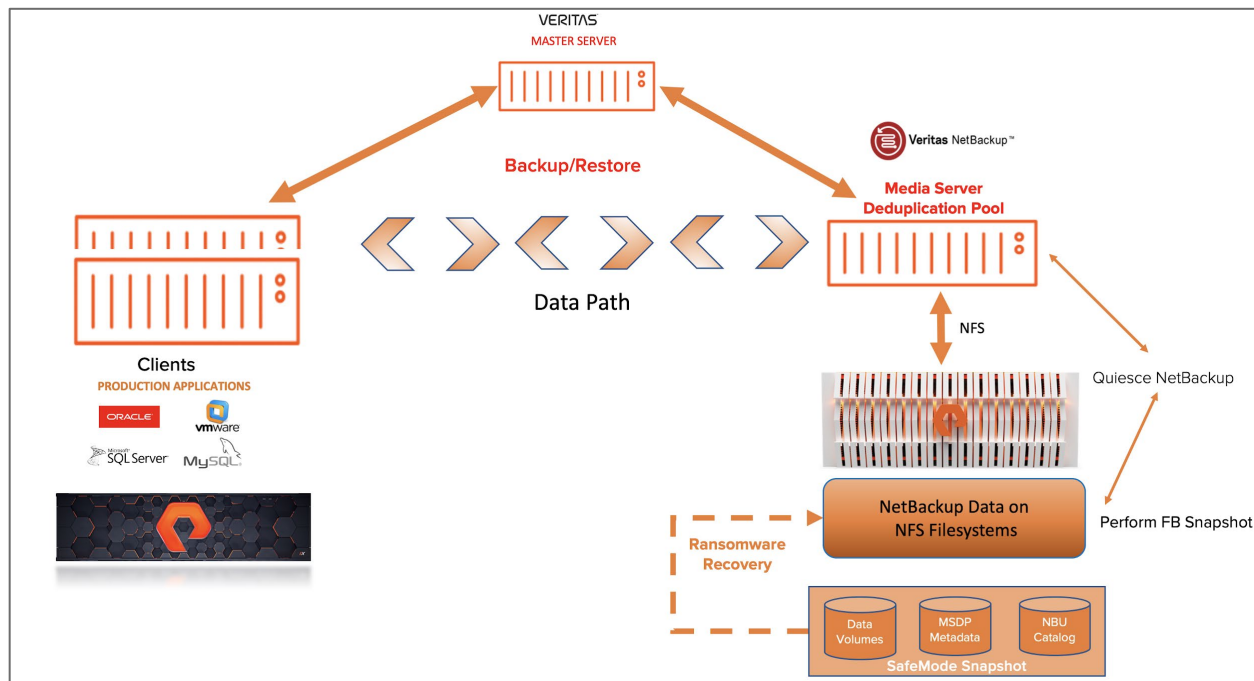 VERITAS
MASTER SERVER
Backup/Restore
Veritas NetBackup™
Media Server
Deduplication Pool
Data Path
NFS
Clients
PRODUCTION APPLICATIONS
ORACLE
vmware
Microsoft
SQL Server
MySQL
Quiesce NetBackup
NetBackup Data on
NFS Filesystems
Perform FB Snapshot
Ransomware
Recovery
Data
Volumes
MSDP
Metadata
NBU
Catalog
SafeMode Snapshot